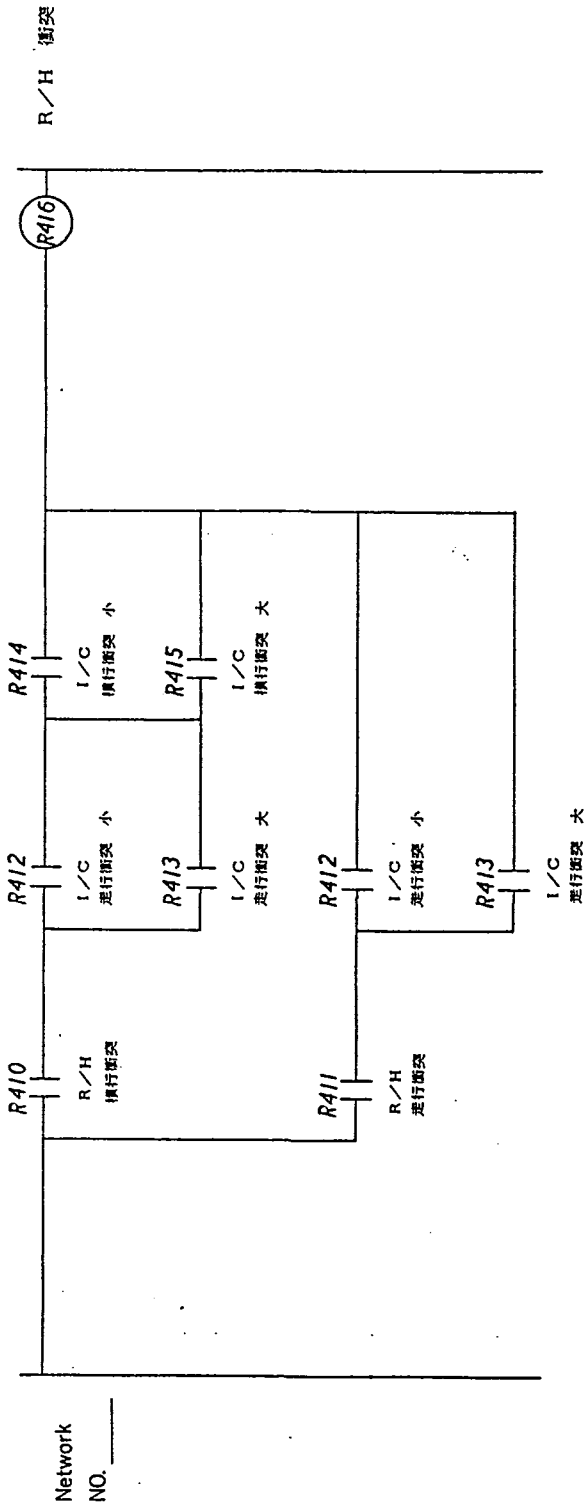 Network
NO.
R410
R/H
横行衝突
R412
I/C
走行衝突 小
R414
I/C
横行衝突 小
R416
R/H 衝突
R413
I/C
走行衝突 大
R415
I/C
横行衝突 大
R411
R/H
走行衝突
R412
I/C
走行衝突 小
R413
I/C
走行衝突 大